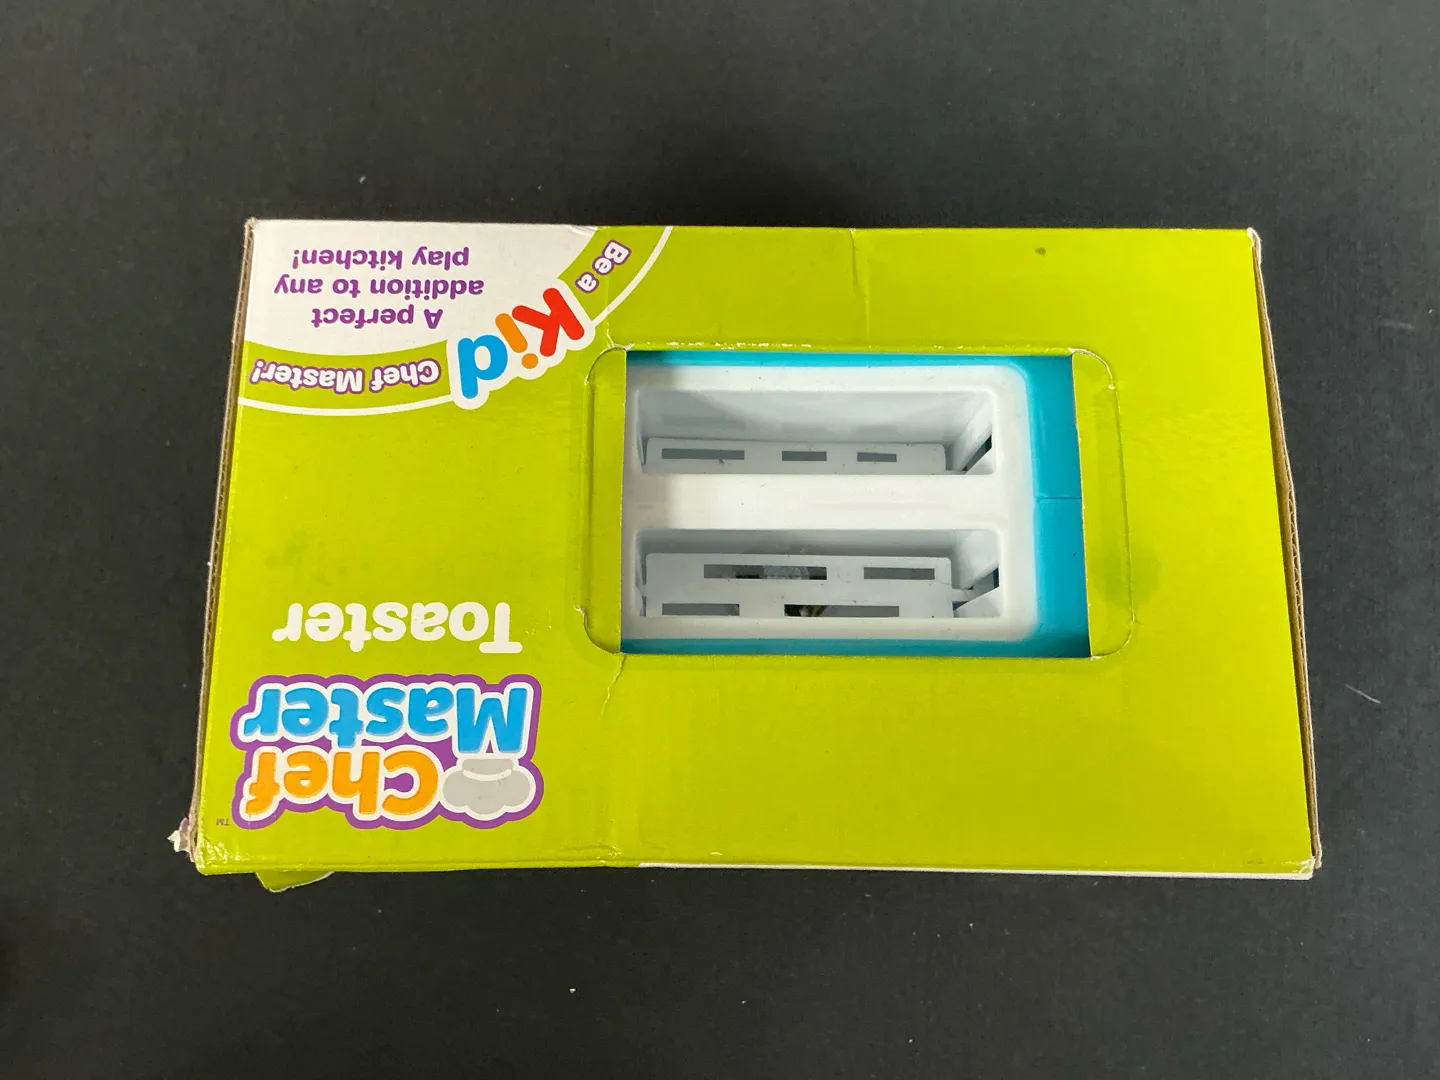 Chef
Master
™
Toaster
Be a
Kid
Chef Master!
A perfect
addition to any
play kitchen!